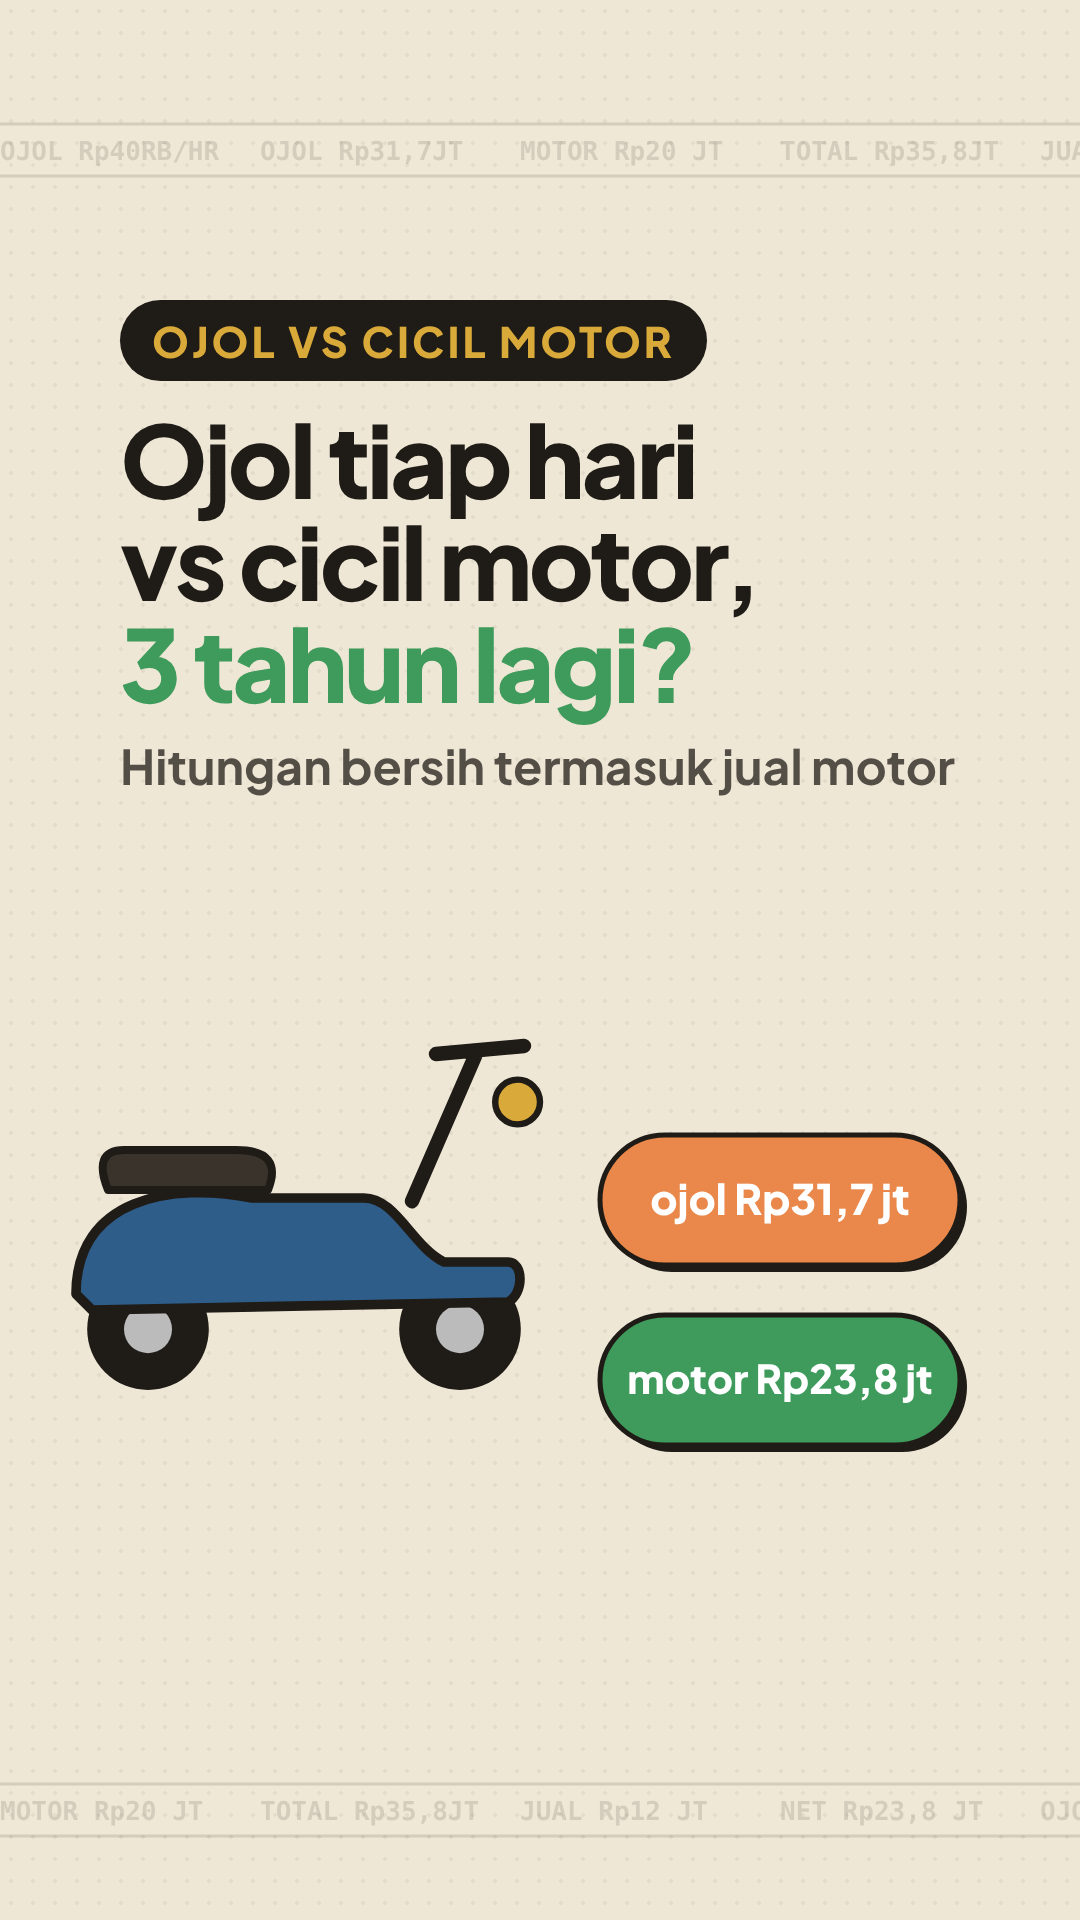 OJOL Rp40RB/HR OJOL Rp31,7JT MOTOR Rp20 JT TOTAL Rp35,8JT JUA
OJOL VS CICIL MOTOR
Ojol tiap hari
vs cicil motor,
3 tahun lagi?
Hitungan bersih termasuk jual motor
ojol Rp31,7 jt
motor Rp23,8 jt
MOTOR Rp20 JT TOTAL Rp35,8JT JUAL Rp12 JT NET Rp23,8 JT OJO